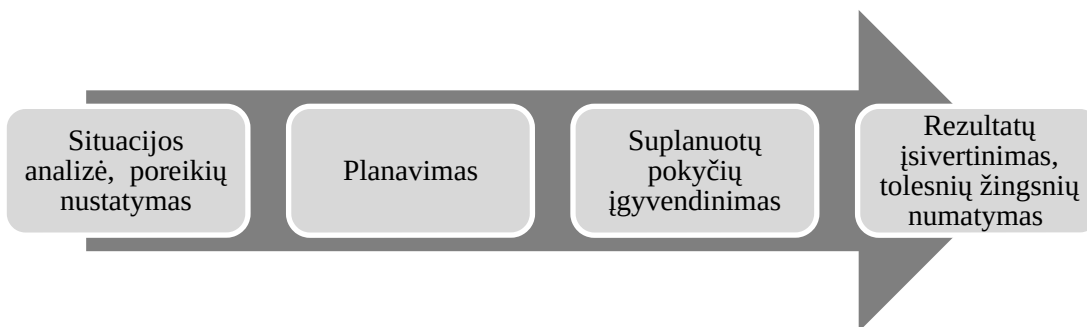 Situacijos
analizė, poreikių
nustatymas
Planavimas
Suplanuotų
pokyčių
įgyvendinimas
Rezultatų
įsivertinimas,
tolesnių žingsnių
numatymas